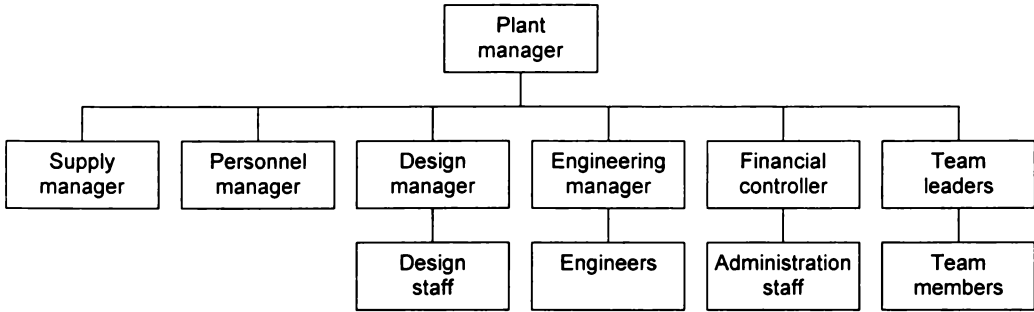 Plant
manager
Supply
manager
Personnel
manager
Design
manager
Engineering
manager
Financial
controller
Team
leaders
Design
staff
Engineers
Administration
staff
Team
members